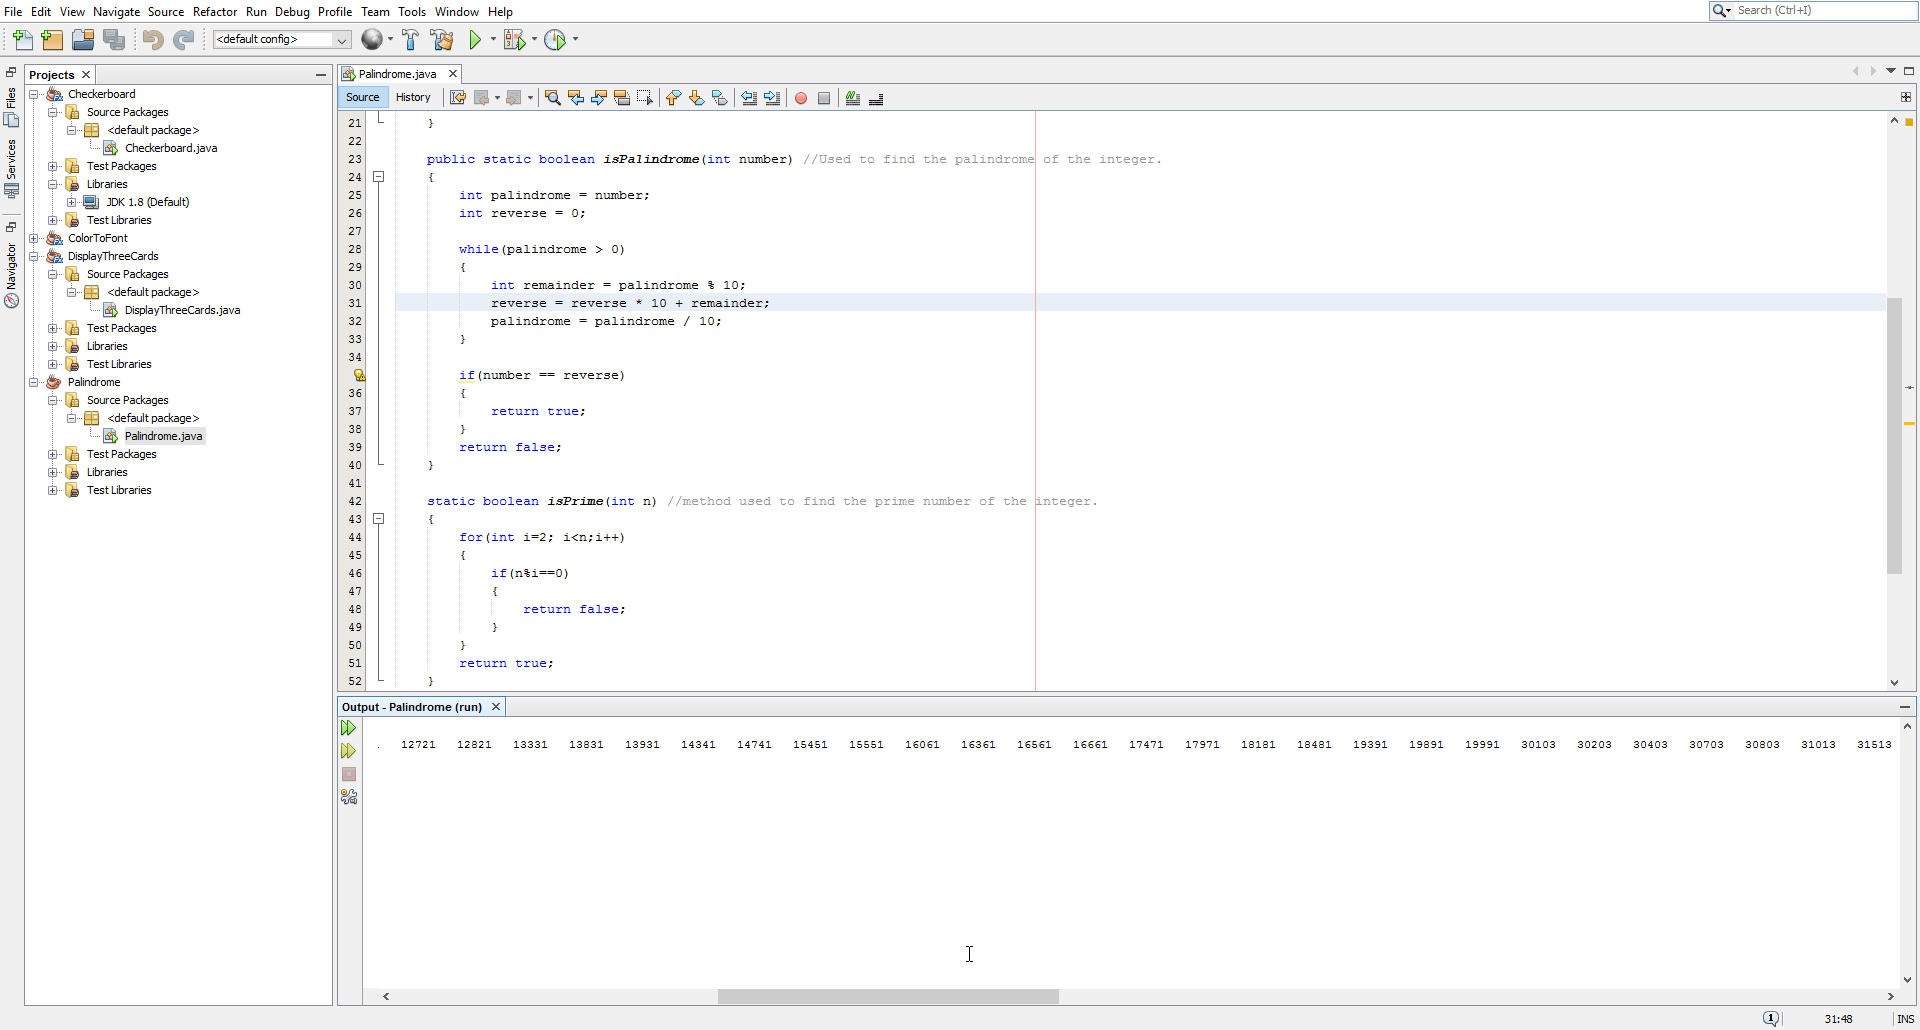 File Edit View Navigate Source Refactor Run Debug Profile Team Tools Window Help
Search (Ctrl+I)
<default config>
Files
Services
Navigator
Projects
Checkerboard
Source Packages
<default package>
Checkerboard.java
Test Packages
Libraries
JDK 1.8 (Default)
Test Libraries
ColorToFont
DisplayThreeCards
Source Packages
<default package>
DisplayThreeCards.java
Test Packages
Libraries
Test Libraries
Palindrome
Source Packages
<default package>
Palindrome.java
Test Packages
Libraries
Test Libraries
Palindrome.java
Source History
21 }
22
23 public static boolean isPalindrome(int number) //Used to find the palindrome of the integer.
24 {
25 int palindrome = number;
26 int reverse = 0;
27
28 while(palindrome > 0)
29 {
30 int remainder = palindrome % 10;
31 reverse = reverse * 10 + remainder;
32 palindrome = palindrome / 10;
33 }
34
if(number == reverse)
36 {
37 return true;
38 }
39 return false;
40 }
41
42 static boolean isPrime(int n) //method used to find the prime number of the integer.
43 {
44 for(int i=2; i<n;i++)
45 {
46 if(n%i==0)
47 {
48 return false;
49 }
50 }
51 return true;
52 }
Output - Palindrome (run)
12721 12821 13331 13831 13931 14341 14741 15451 15551 16061 16361 16561 16661 17471 17971 18181 18481 19391 19891 19991 30103 30203 30403 30703 30803 31013 31513
1 31:48 INS